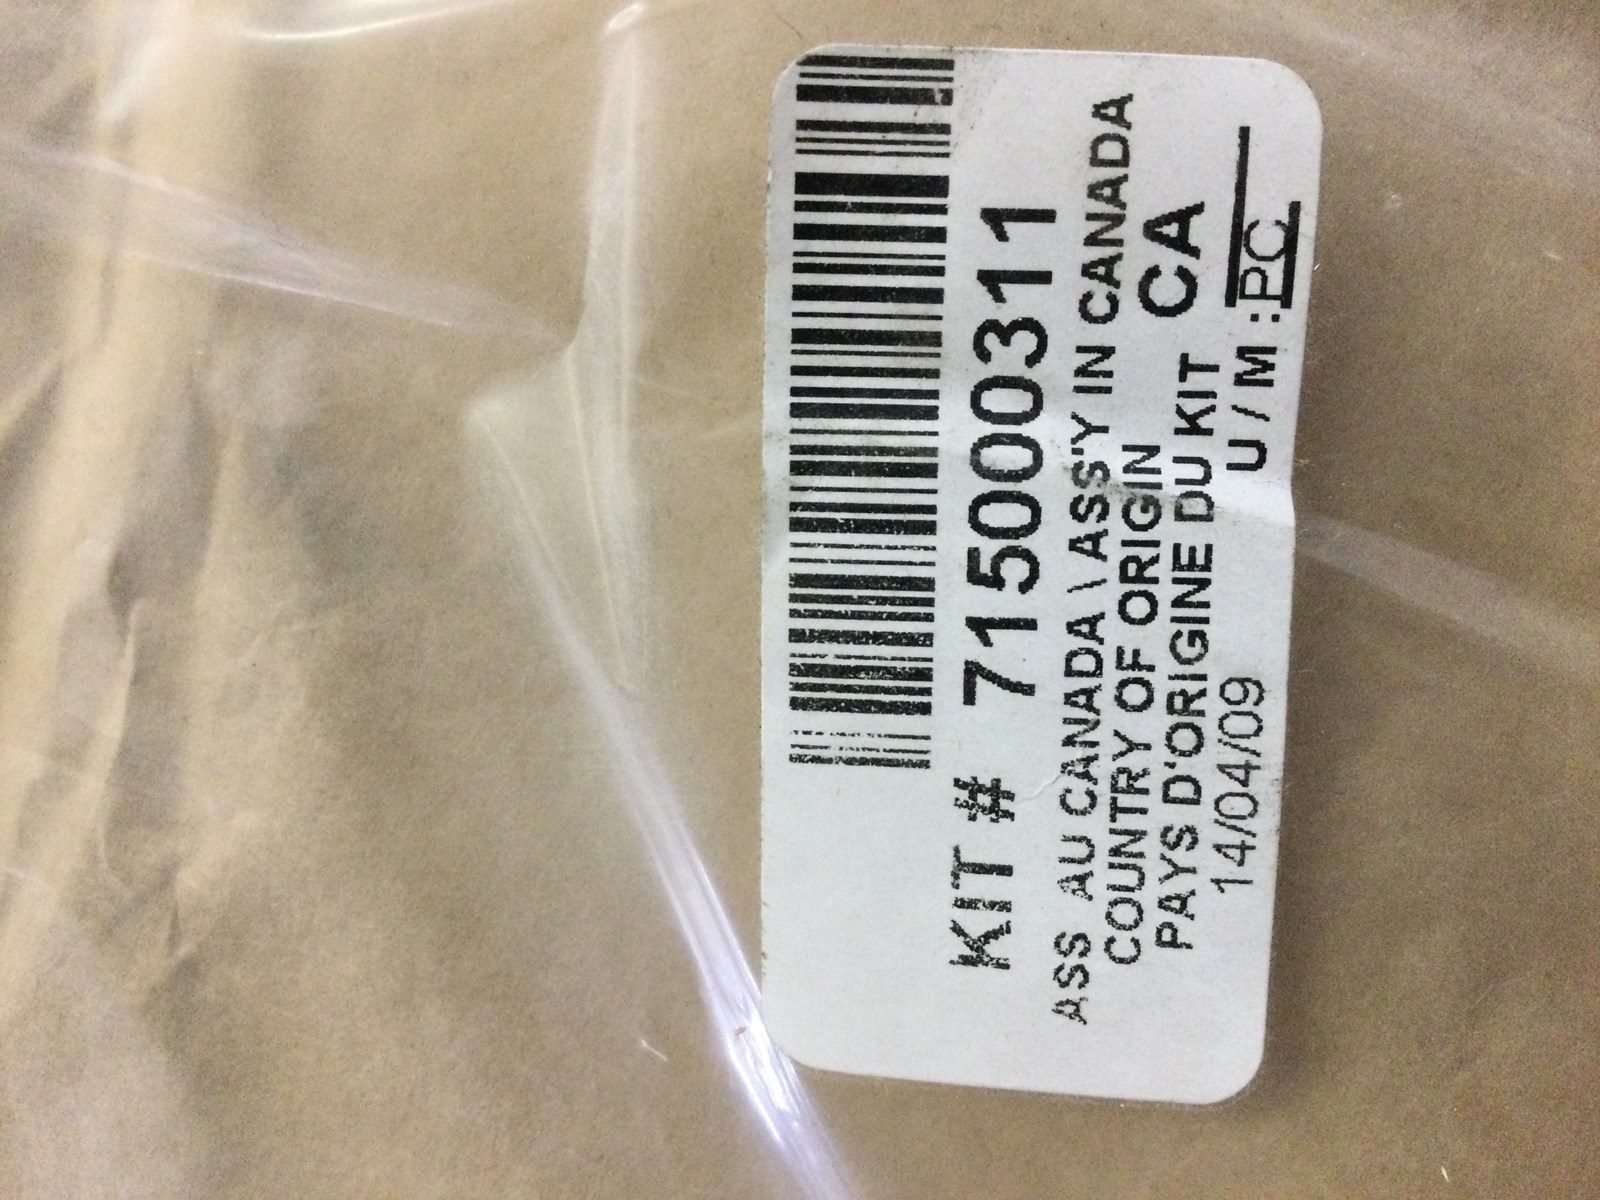 KIT # 71500311
ASS AU CANADA \ ASS'Y IN CANADA
COUNTRY OF ORIGIN
PAYS D'ORIGINE DU KIT CA
14/04/09 U / M : PC